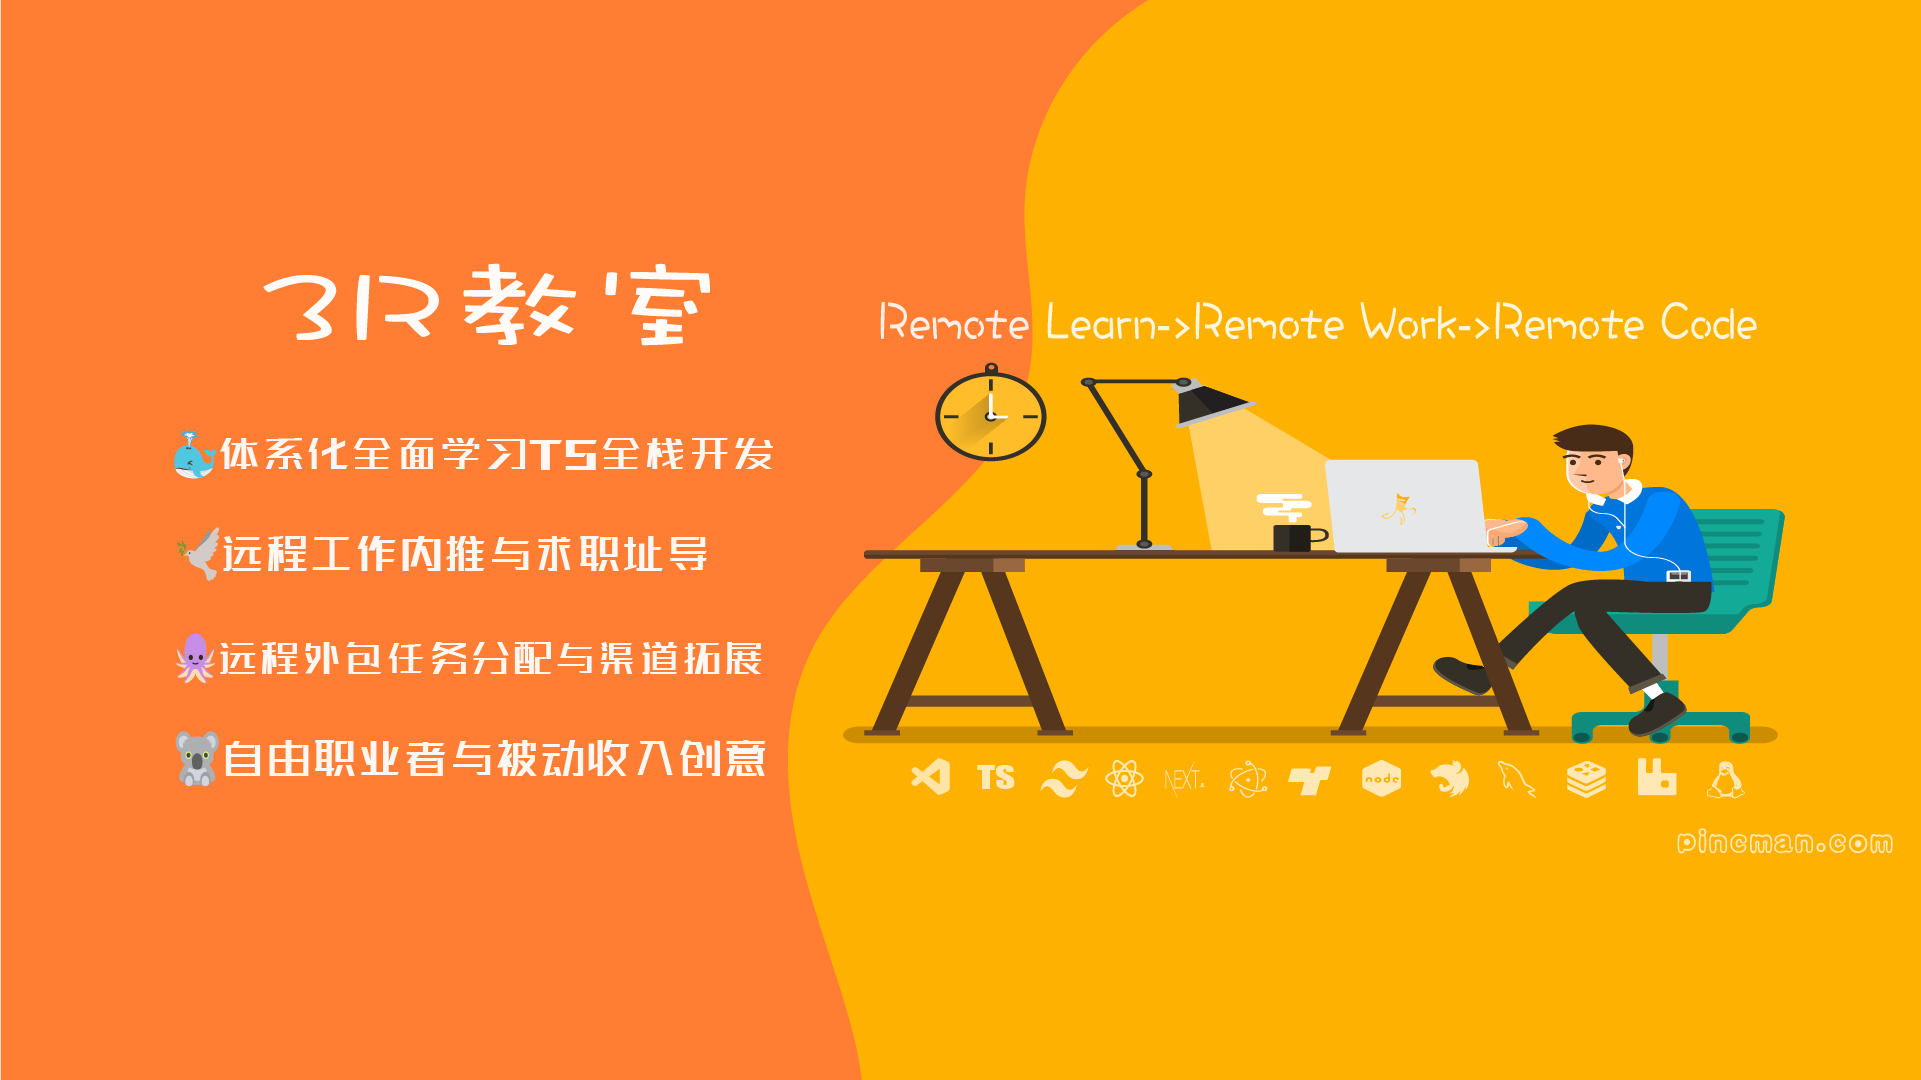 3R教室
体系化全面学习TS全栈开发
远程工作内推与求职址导
远程外包任务分配与渠道拓展
自由职业者与被动收入创意
Remote Learn->Remote Work->Remote Code
TS
NEXT.JS
node
pincman.com